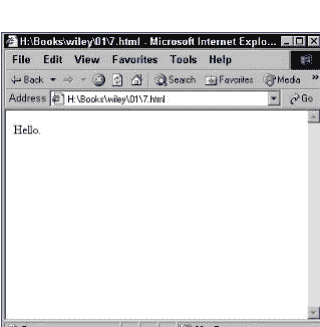 H:\Books\wiley\01\7.html - Microsoft Internet Explo...
File Edit View Favorites Tools Help
Back Search Favorites Media »
Address H:\Books\wiley\01\7.html Go
Hello.